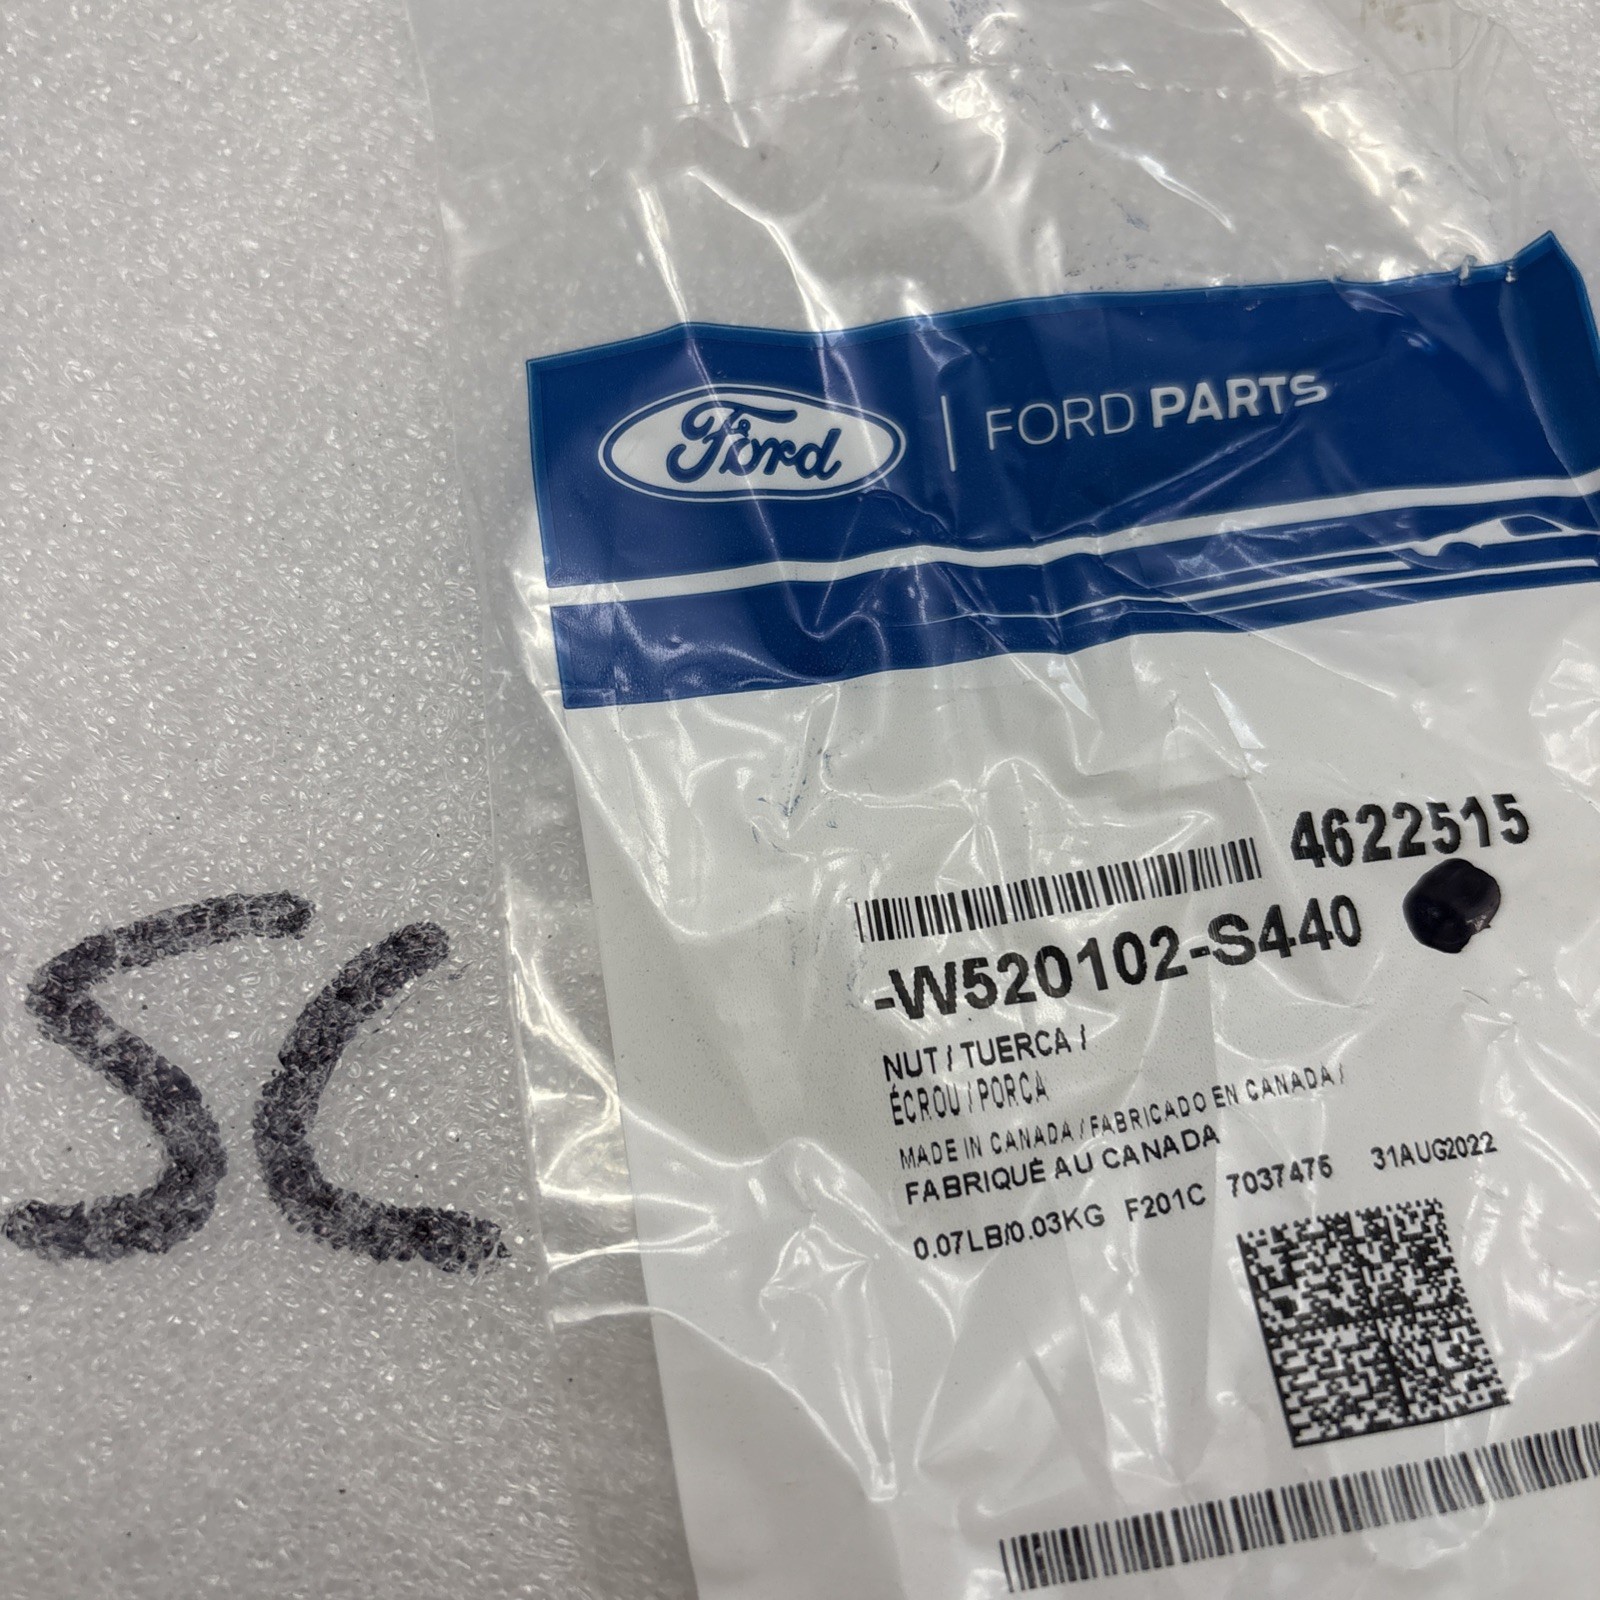 Ford | FORD PARTS
4622515
-W520102-S440
NUT / TUERCA /
ÉCROU / PORCA
MADE IN CANADA / FABRICADO EN CANADA /
FABRIQUÉ AU CANADA
0.07LB/0.03KG F201C 7037476 31AUG2022
SC